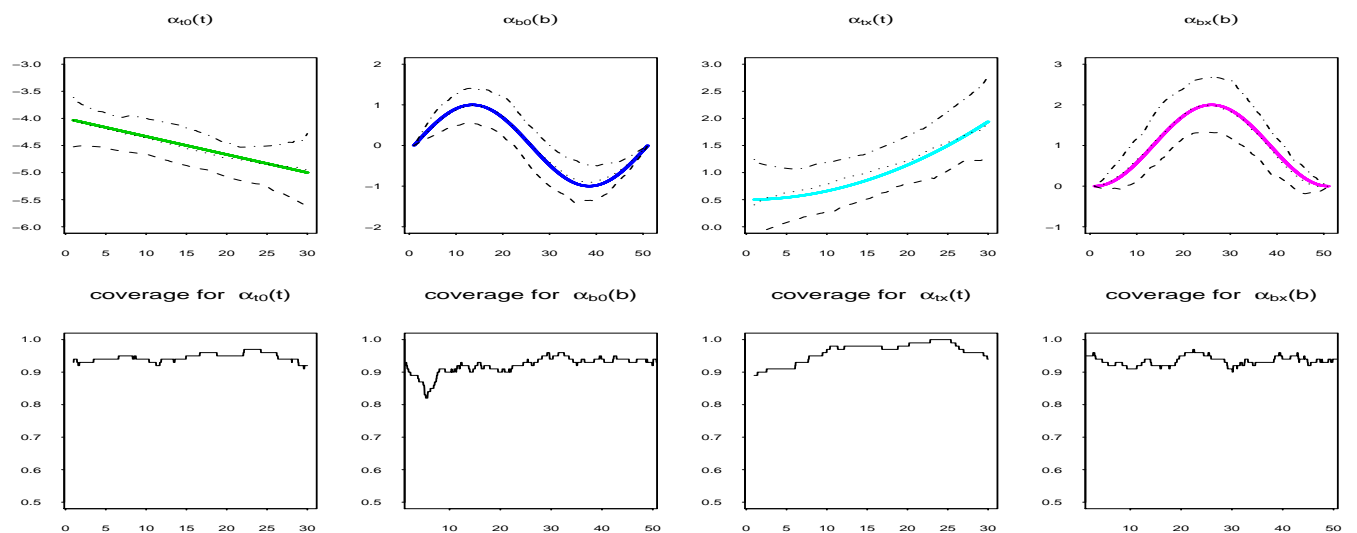 α_t0(t) α_b0(b) α_tx(t) α_bx(b)
−3.0 −3.5 −4.0 −4.5 −5.0 −5.5 −6.0
0 5 10 15 20 25 30
2 1 0 −1 −2
0 10 20 30 40 50
3.0 2.5 2.0 1.5 1.0 0.5 0.0
0 5 10 15 20 25 30
3 2 1 0 −1
0 10 20 30 40 50
coverage for α_t0(t) coverage for α_b0(b) coverage for α_tx(t) coverage for α_bx(b)
1.0 0.9 0.8 0.7 0.6 0.5
0 5 10 15 20 25 30
1.0 0.9 0.8 0.7 0.6 0.5
10 20 30 40 50
1.0 0.9 0.8 0.7 0.6 0.5
0 5 10 15 20 25 30
1.0 0.9 0.8 0.7 0.6 0.5
10 20 30 40 50